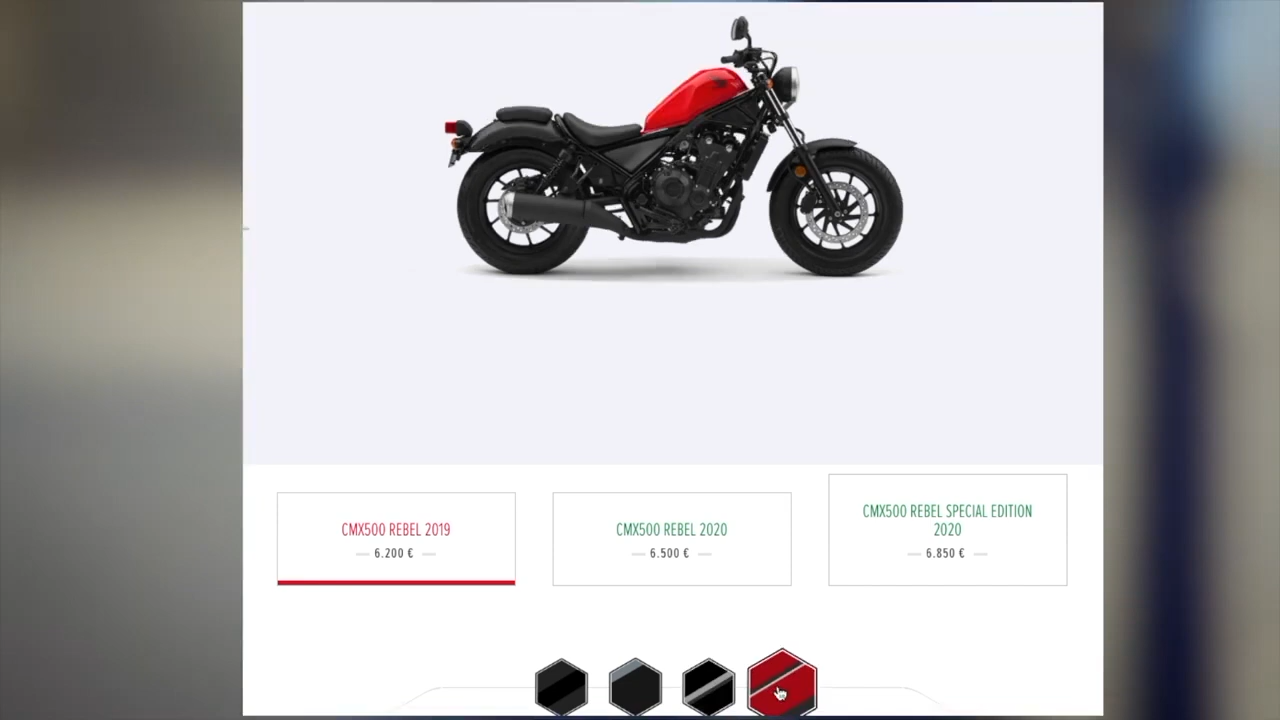 CMX500 REBEL 2019
6.200 €
CMX500 REBEL 2020
6.500 €
CMX500 REBEL SPECIAL EDITION
2020
6.850 €